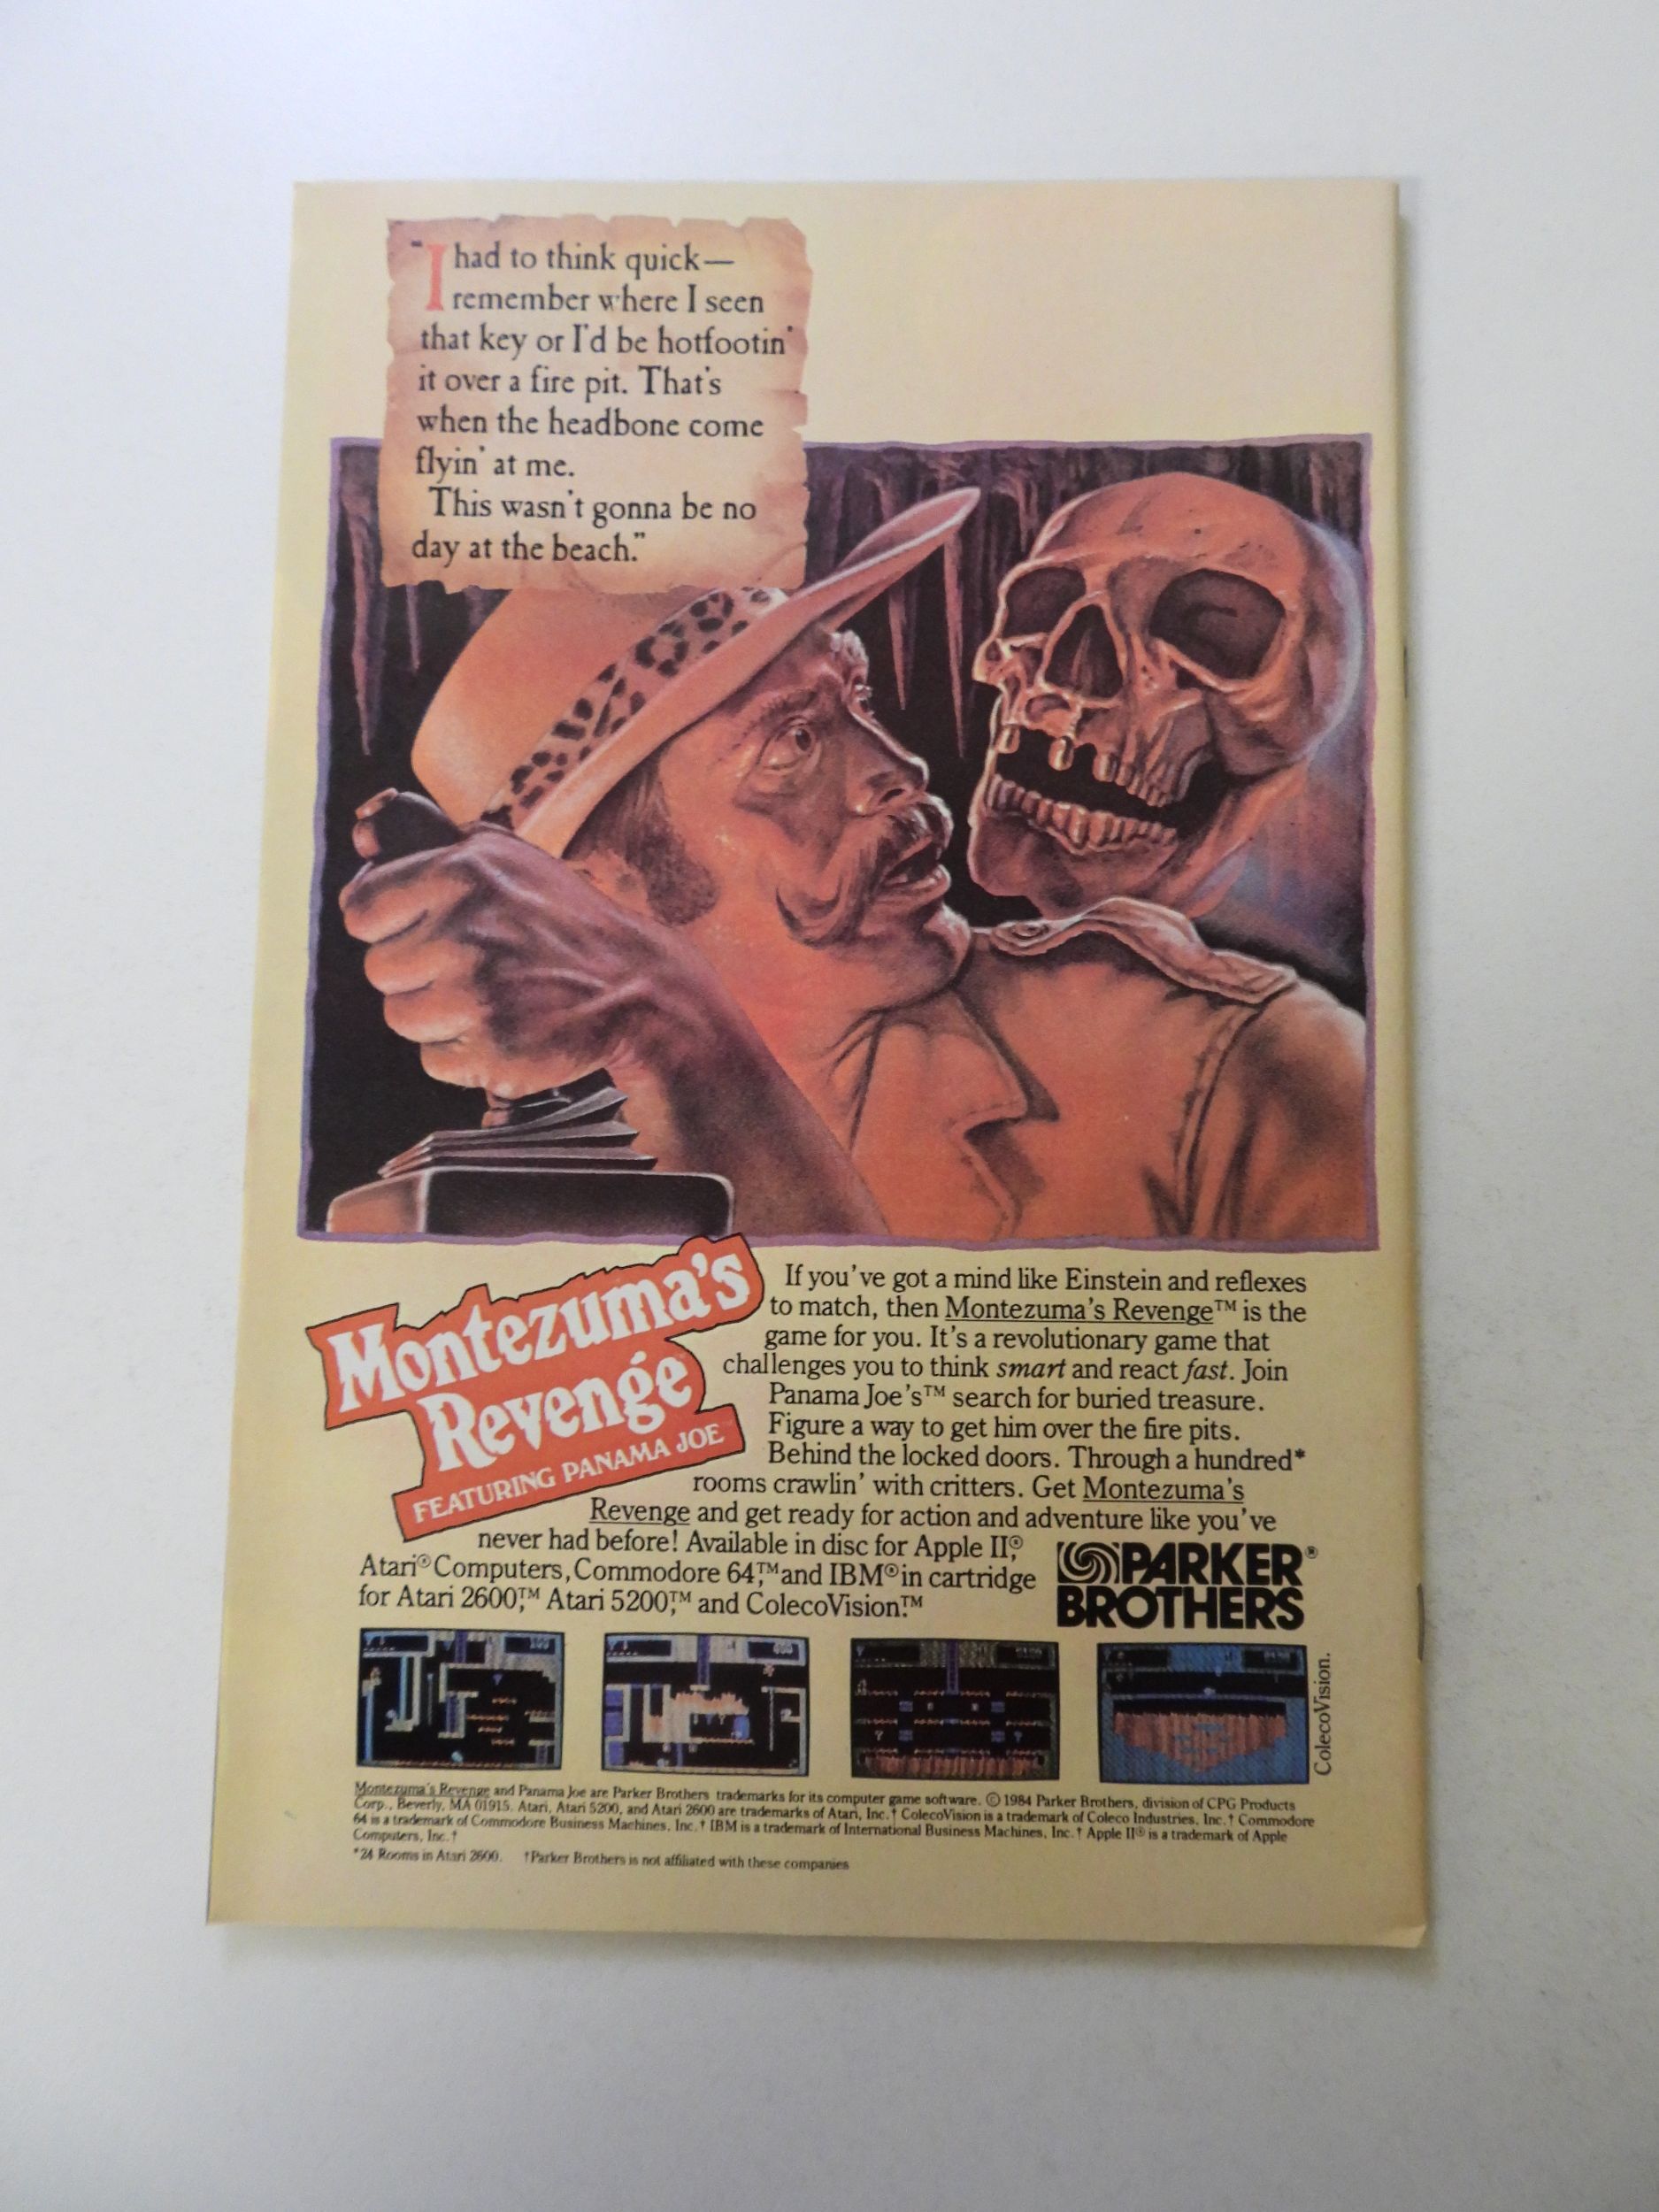 "I had to think quick—
remember where I seen
that key or I'd be hotfootin'
it over a fire pit. That's
when the headbone come
flyin' at me.
This wasn't gonna be no
day at the beach."
Montezuma's
Revenge
FEATURING PANAMA JOE
If you've got a mind like Einstein and reflexes
to match, then Montezuma's Revenge™ is the
game for you. It's a revolutionary game that
challenges you to think smart and react fast. Join
Panama Joe's™ search for buried treasure.
Figure a way to get him over the fire pits.
Behind the locked doors. Through a hundred*
rooms crawlin' with critters. Get Montezuma's
Revenge and get ready for action and adventure like you've
never had before! Available in disc for Apple II,®
Atari® Computers, Commodore 64,™ and IBM® in cartridge
for Atari 2600,™ Atari 5200,™ and ColecoVision.™
PARKER®
BROTHERS
ColecoVision.
Montezuma's Revenge and Panama Joe are Parker Brothers trademarks for its computer game software. © 1984 Parker Brothers, division of CPG Products
Corp., Beverly, MA 01915. Atari, Atari 5200, and Atari 2600 are trademarks of Atari, Inc.† ColecoVision is a trademark of Coleco Industries, Inc.† Commodore
64 is a trademark of Commodore Business Machines, Inc.† IBM is a trademark of International Business Machines, Inc.† Apple II® is a trademark of Apple
Computers, Inc.†
*24 Rooms in Atari 2600. †Parker Brothers is not affiliated with these companies